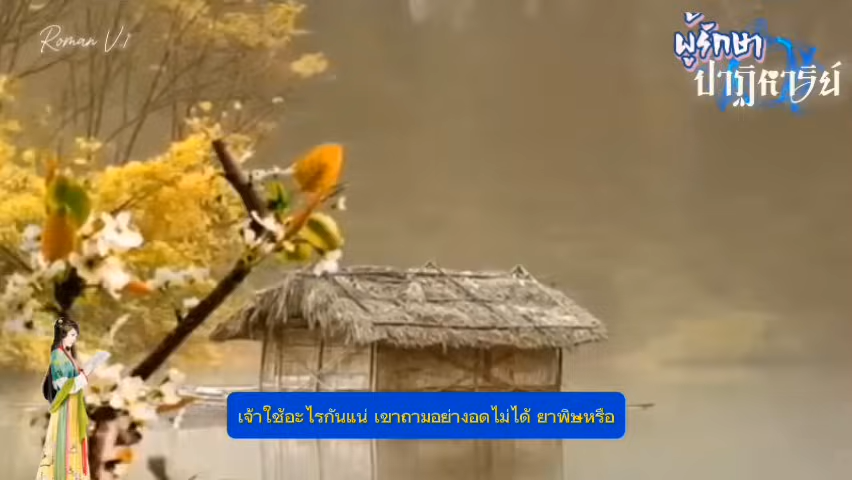 Roman V.1
ผู้รักษา
ปาฏิหาริย์
เจ้าใช้อะไรกันแน่ เขาถามอย่างอดไม่ได้ ยาพิษหรือ